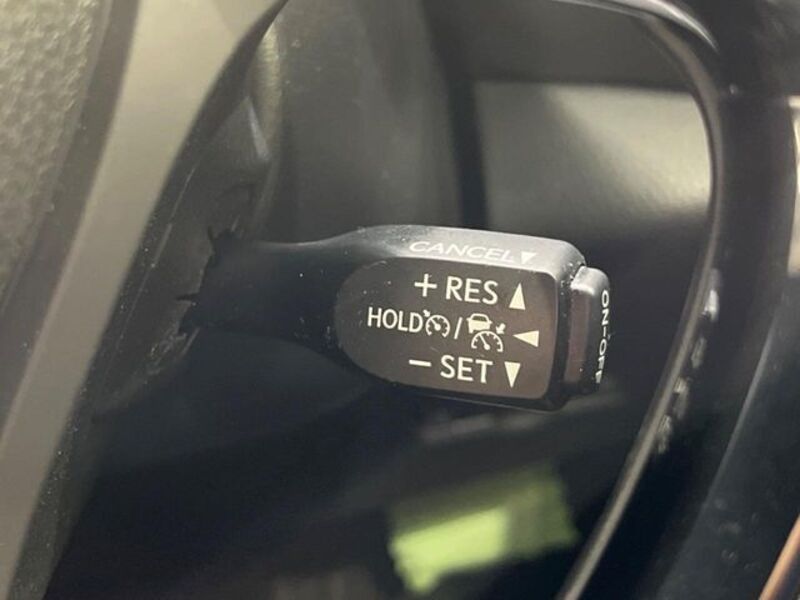 CANCEL▼
+ RES ▲
HOLD / ◀
− SET ▼
ON-OFF